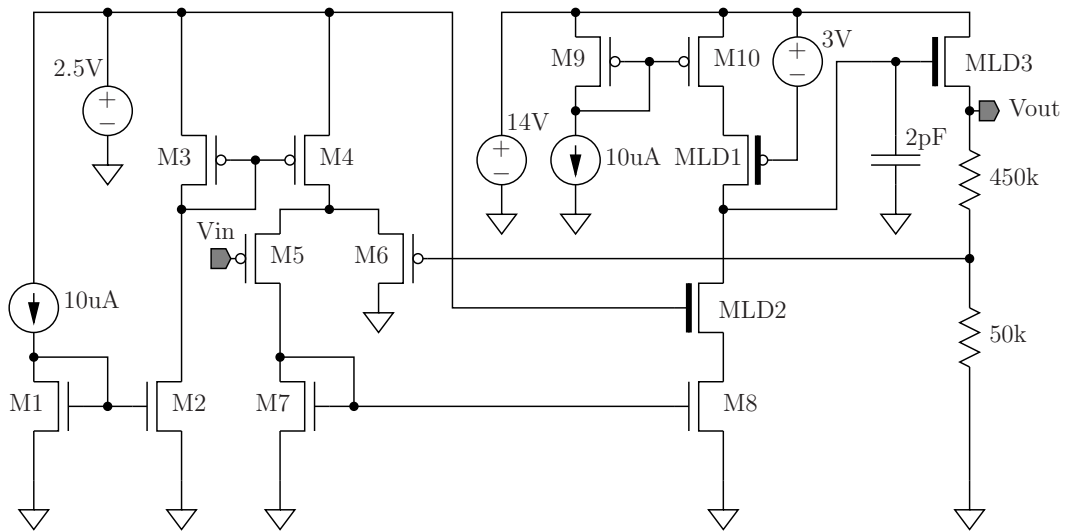 M9
M10
3V
MLD3
2.5V
Vout
M3
M4
14V
10uA
MLD1
2pF
450k
Vin
M5
M6
10uA
MLD2
50k
M1
M2
M7
M8